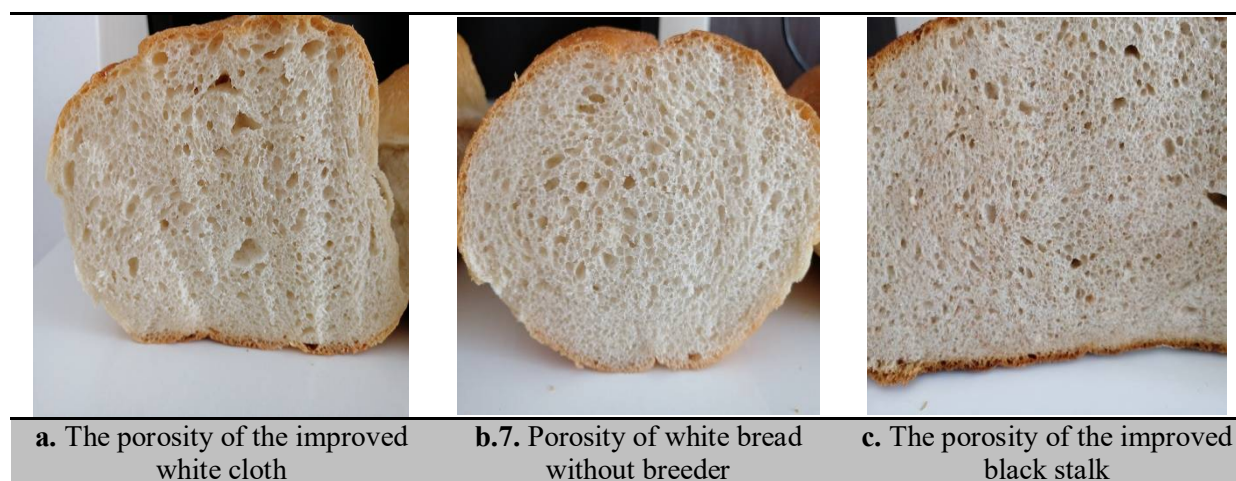 a. The porosity of the improved
white cloth
b.7. Porosity of white bread
without breeder
c. The porosity of the improved
black stalk